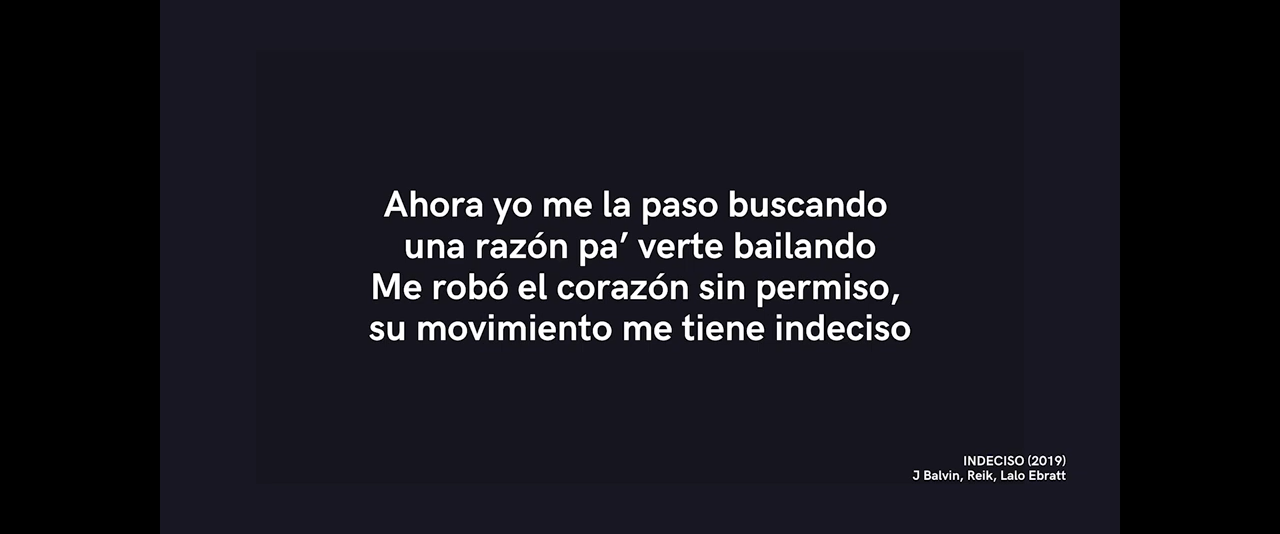 Ahora yo me la paso buscando
una razón pa’ verte bailando
Me robó el corazón sin permiso,
su movimiento me tiene indeciso
INDECISO (2019)
J Balvin, Reik, Lalo Ebratt